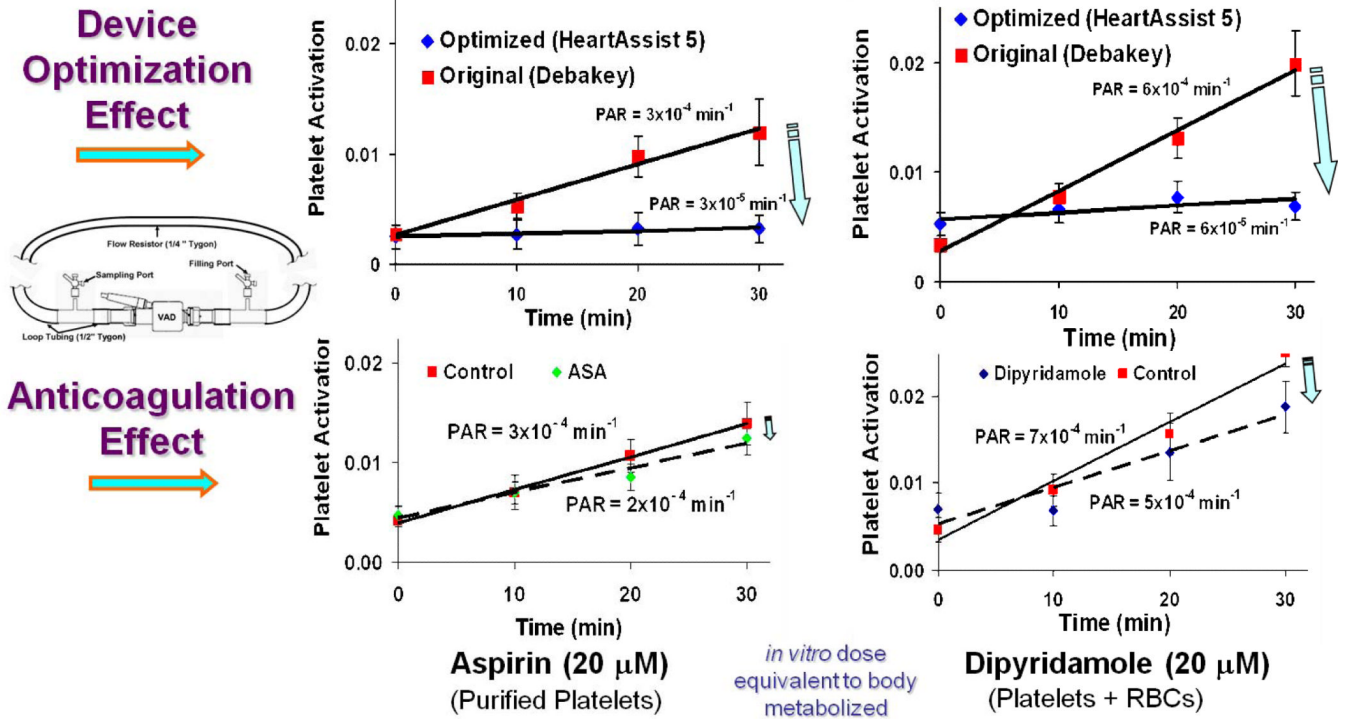 Device
Optimization
Effect
Flow Resistor (1/4 " Tygon)
Sampling Port
Filling Port
VAD
Loop Tubing (1/2" Tygon)
Anticoagulation
Effect
Platelet Activation
0.02
0.01
0
Optimized (HeartAssist 5)
Original (Debakey)
PAR = 3x10⁻⁴ min⁻¹
PAR = 3x10⁻⁵ min⁻¹
0 10 20 30
Time (min)
Platelet Activation
0.02
0.01
0
Optimized (HeartAssist 5)
Original (Debakey)
PAR = 6x10⁻⁴ min⁻¹
PAR = 6x10⁻⁵ min⁻¹
0 10 20 30
Time (min)
Platelet Activation
0.02
0.01
0.00
Control ASA
PAR = 3x10⁻⁴ min⁻¹
PAR = 2x10⁻⁴ min⁻¹
0 10 20 30
Time (min)
Platelet Activation
0.02
0.01
0.00
Dipyridamole Control
PAR = 7x10⁻⁴ min⁻¹
PAR = 5x10⁻⁴ min⁻¹
0 10 20 30
Time (min)
Aspirin (20 μM)
(Purified Platelets)
in vitro dose
equivalent to body
metabolized
Dipyridamole (20 μM)
(Platelets + RBCs)